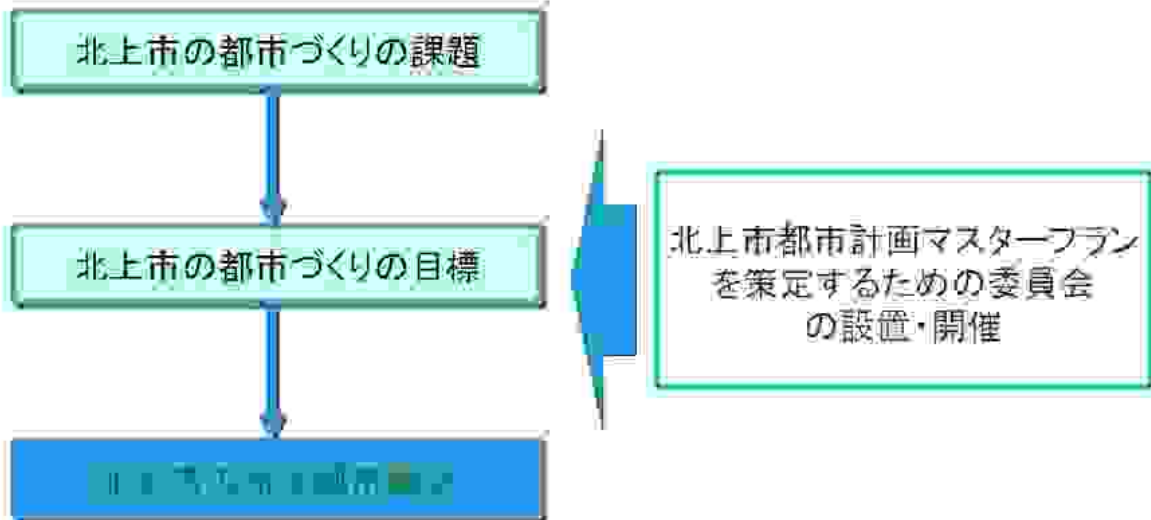 北上市の都市づくりの課題
北上市の都市づくりの目標
北上市都市計画マスタープラン
を策定するための委員会
の設置・開催